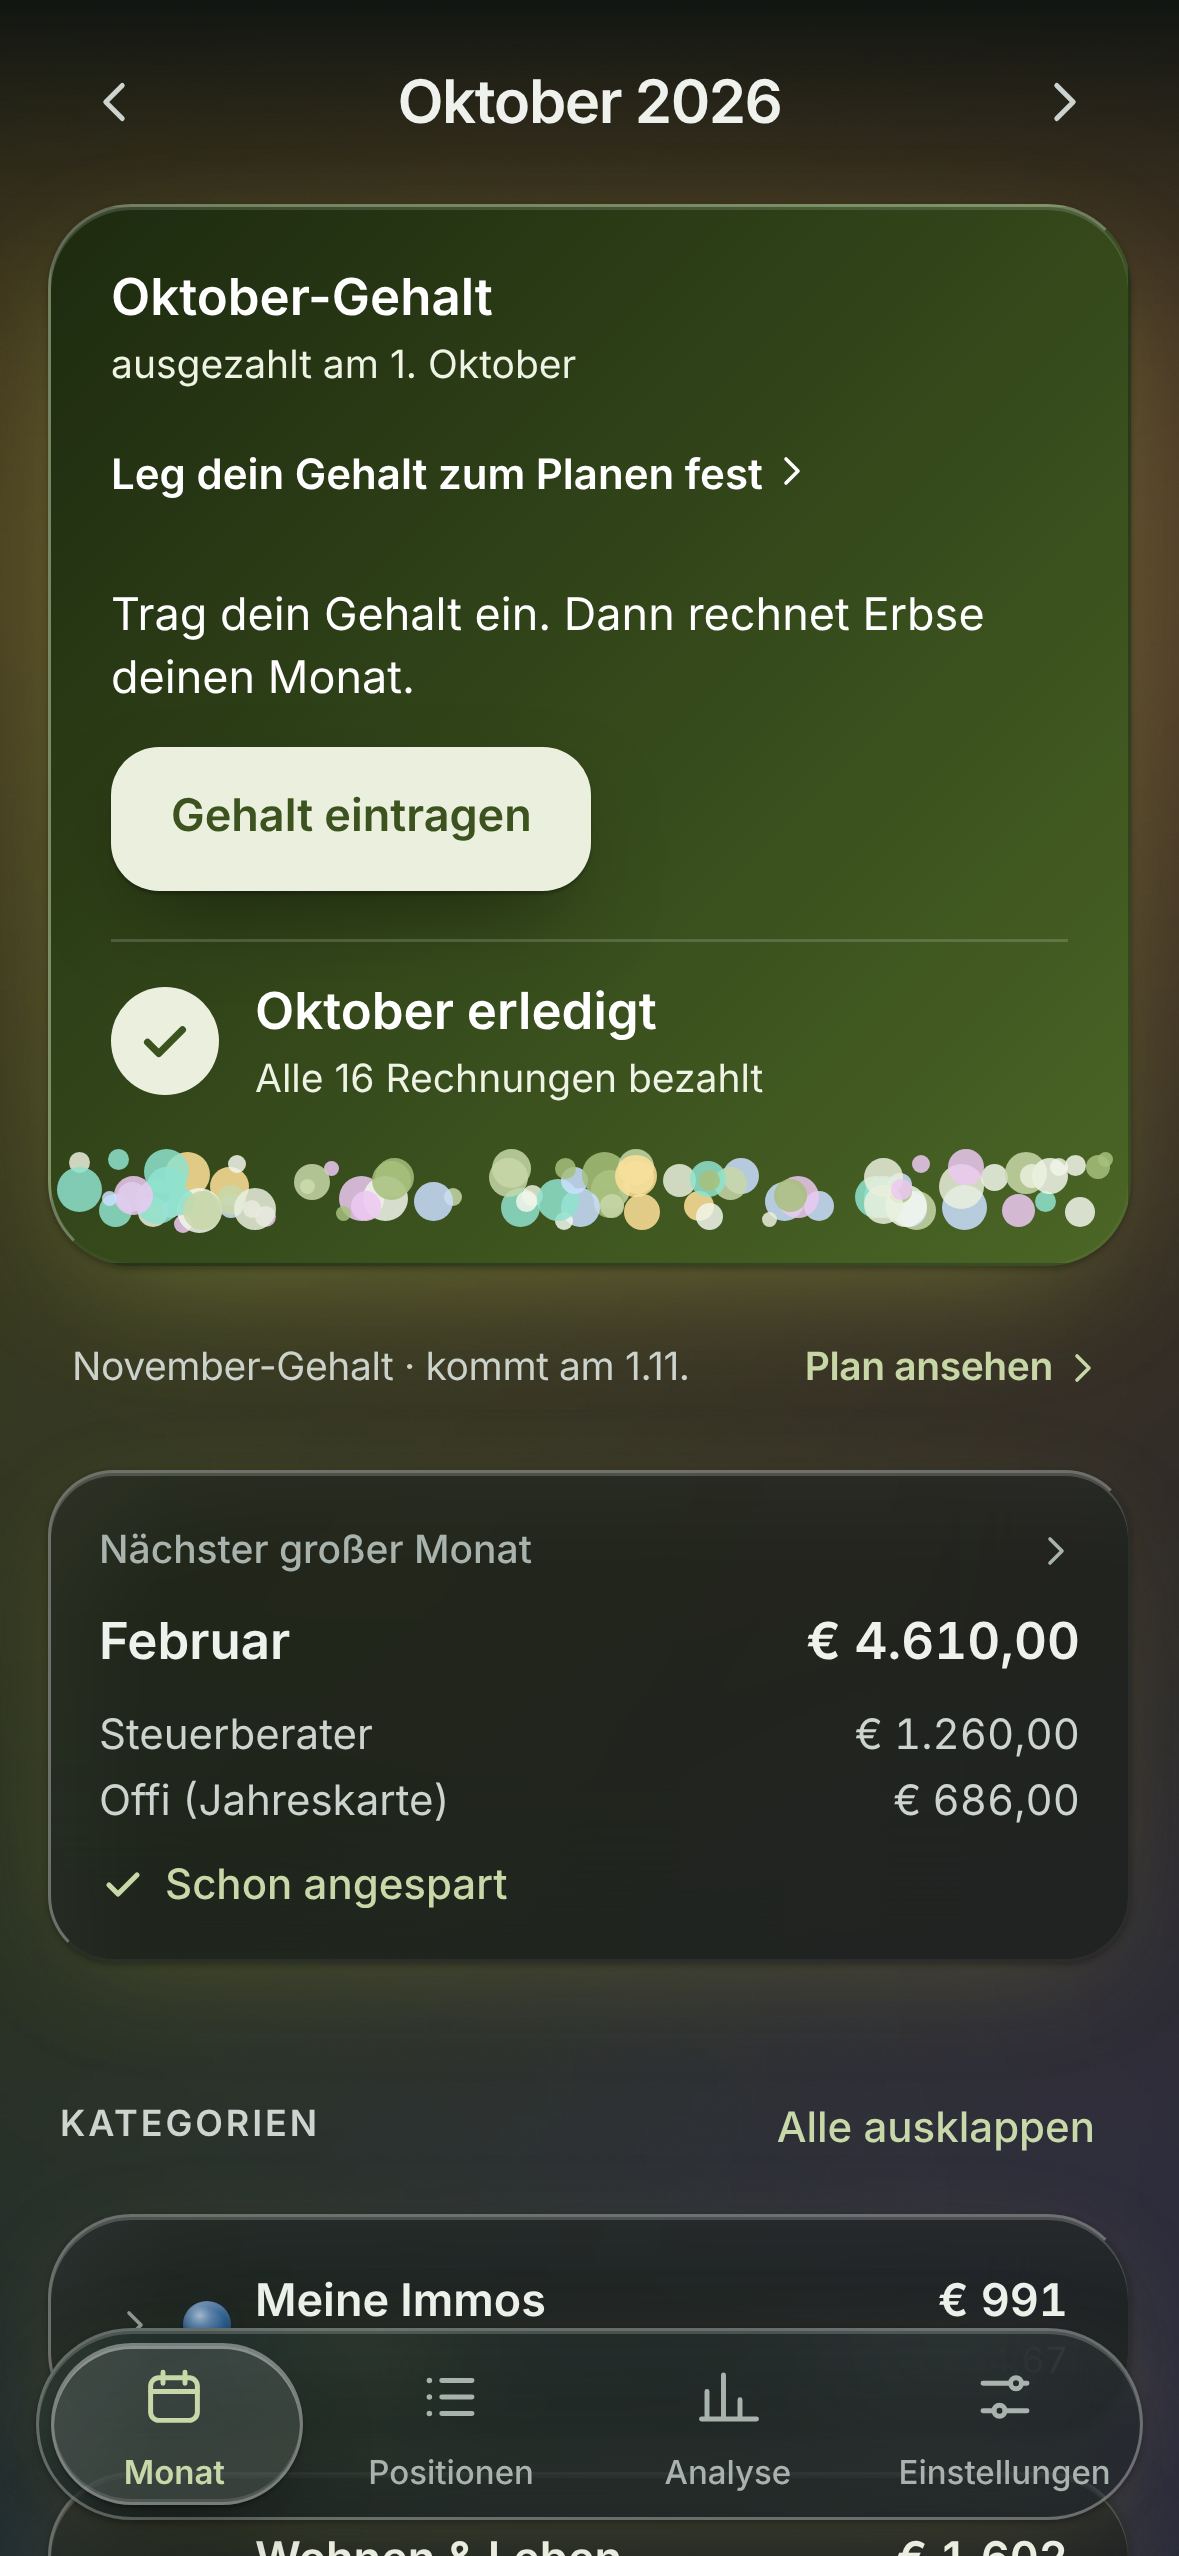 Oktober 2026
Oktober-Gehalt
ausgezahlt am 1. Oktober
Leg dein Gehalt zum Planen fest
Trag dein Gehalt ein. Dann rechnet Erbse
deinen Monat.
Gehalt eintragen
Oktober erledigt
Alle 16 Rechnungen bezahlt
November-Gehalt · kommt am 1.11.
Plan ansehen
Nächster großer Monat
Februar
€ 4.610,00
Steuerberater
€ 1.260,00
Offi (Jahreskarte)
€ 686,00
Schon angespart
KATEGORIEN
Alle ausklappen
Meine Immos
€ 991
Monat
Positionen
Analyse
Einstellungen
Wohnen & Leben